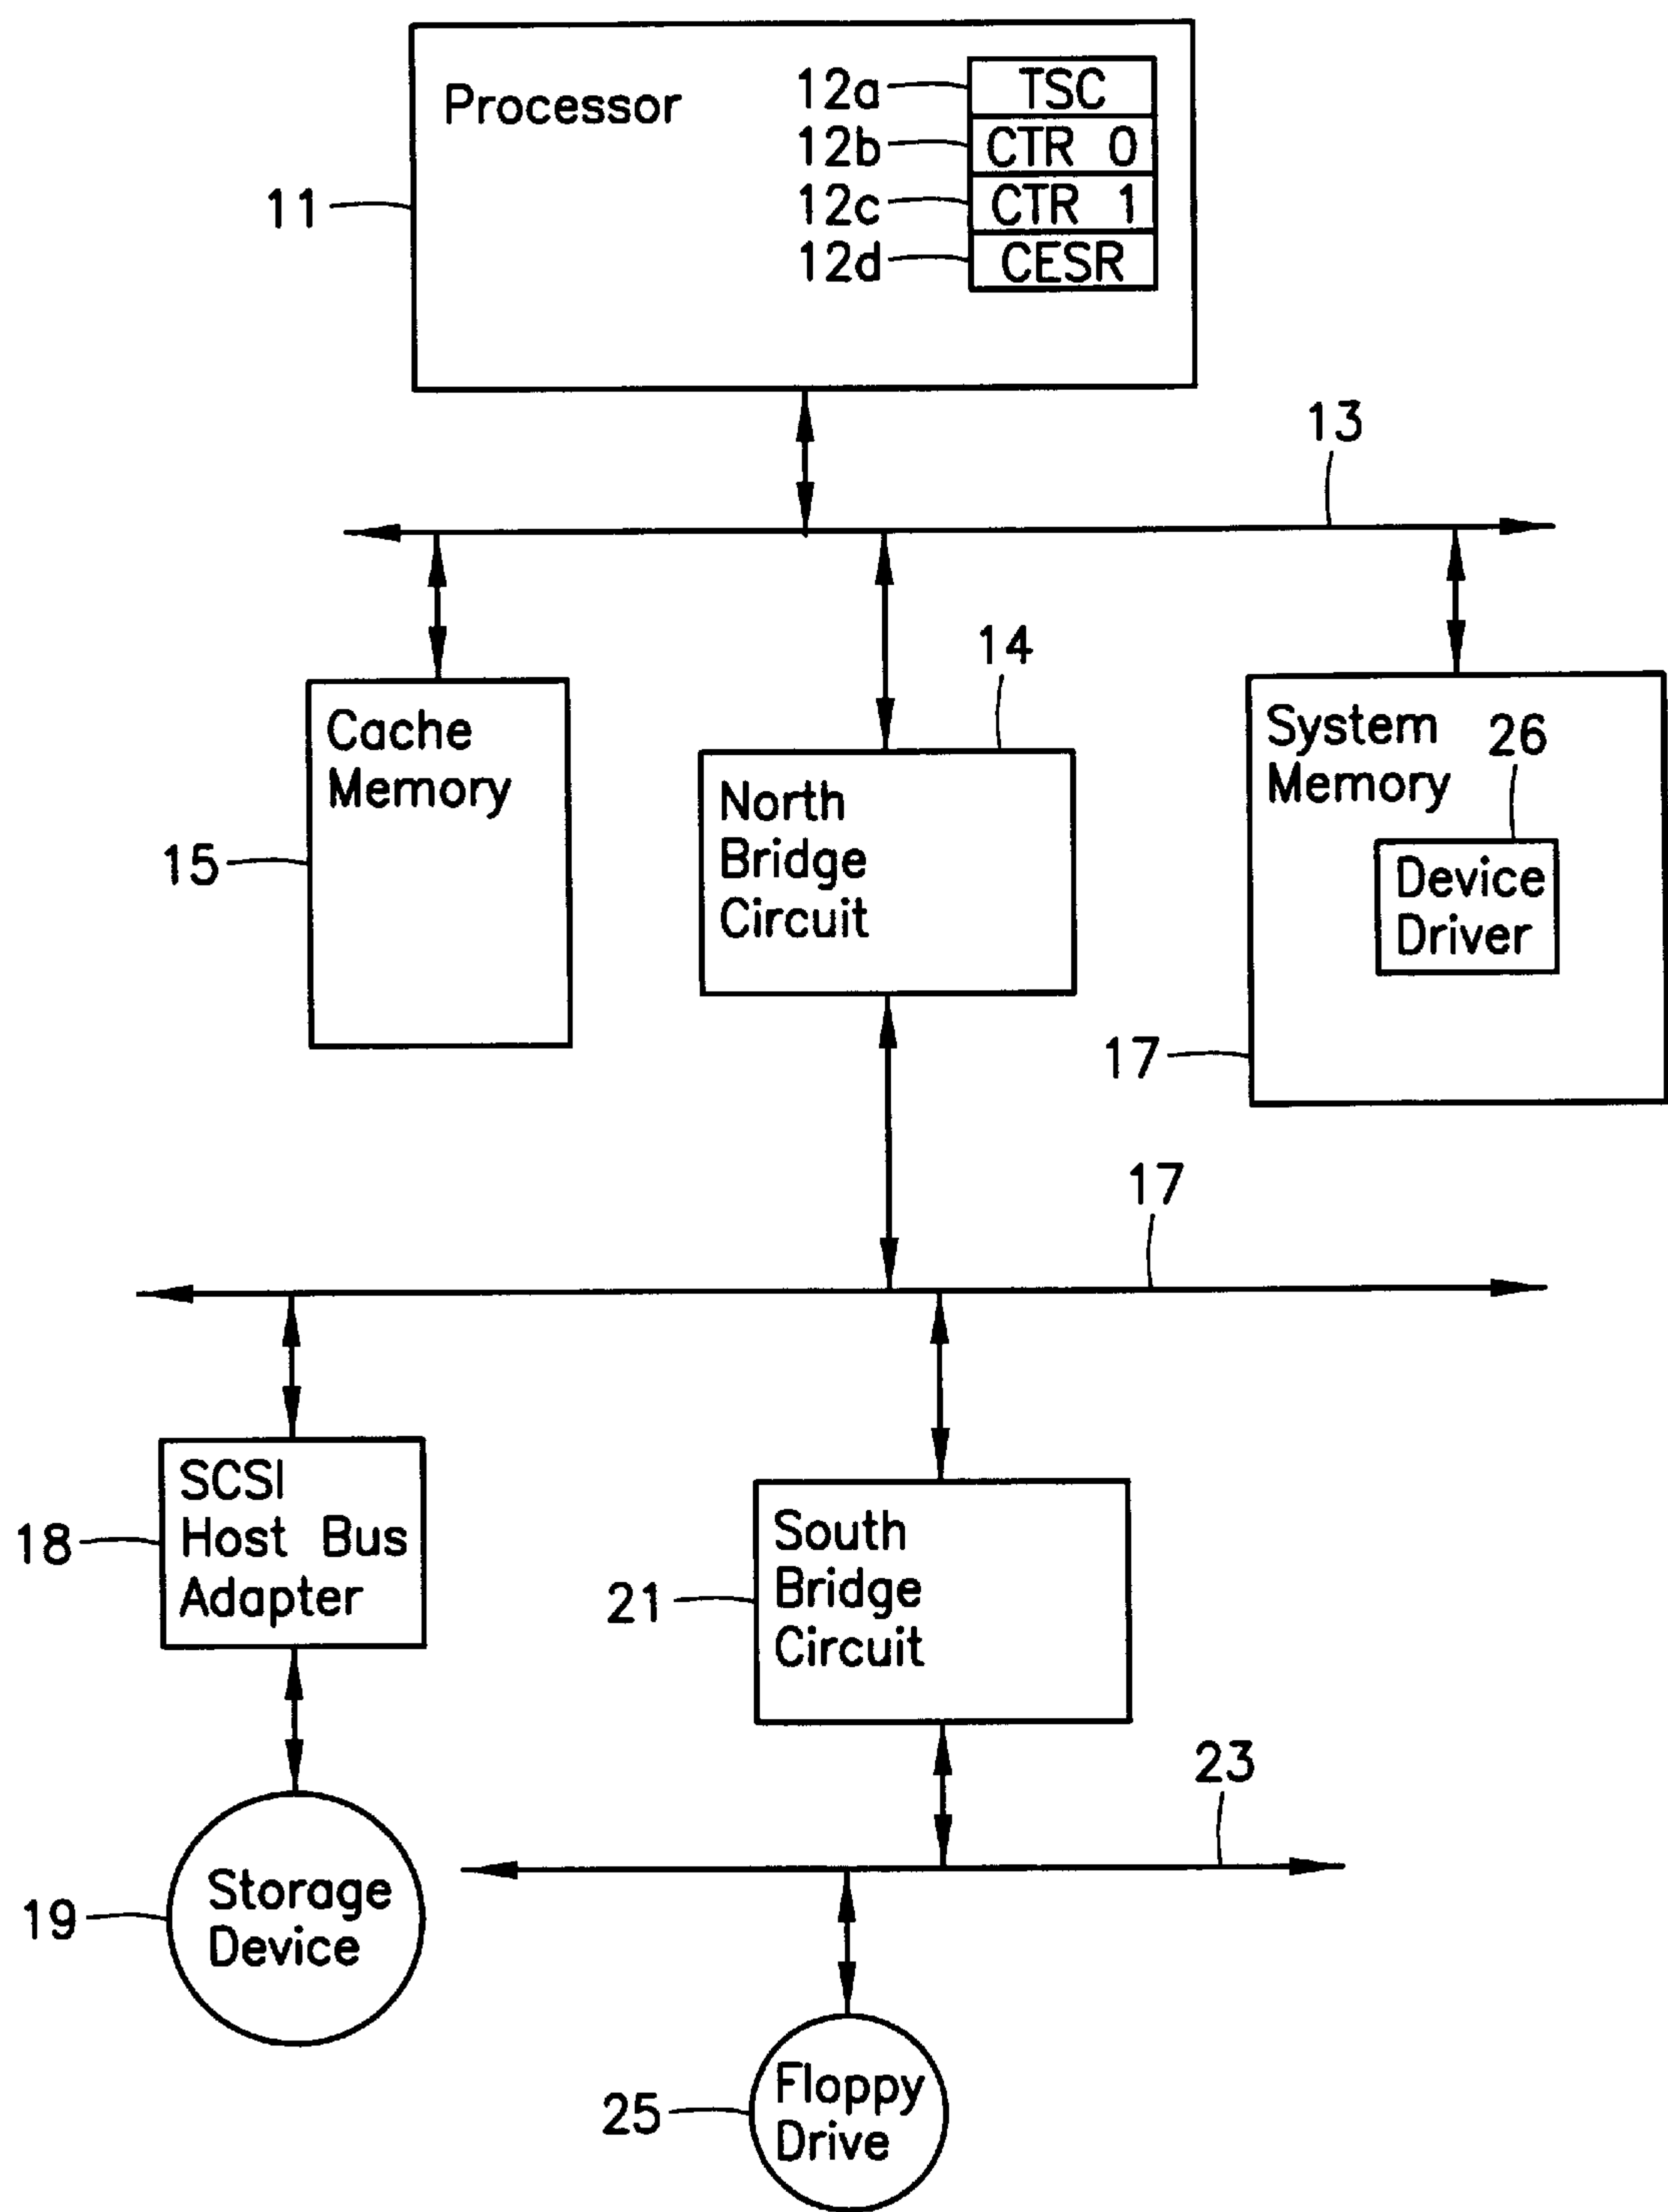 Processor
12a TSC
12b CTR 0
12c CTR 1
12d CESR
11
13
14
Cache
Memory
15
North
Bridge
Circuit
System
Memory
26
Device
Driver
17
17
SCSI
Host Bus
Adapter
18
South
Bridge
Circuit
21
23
Storage
Device
19
Floppy
Drive
25